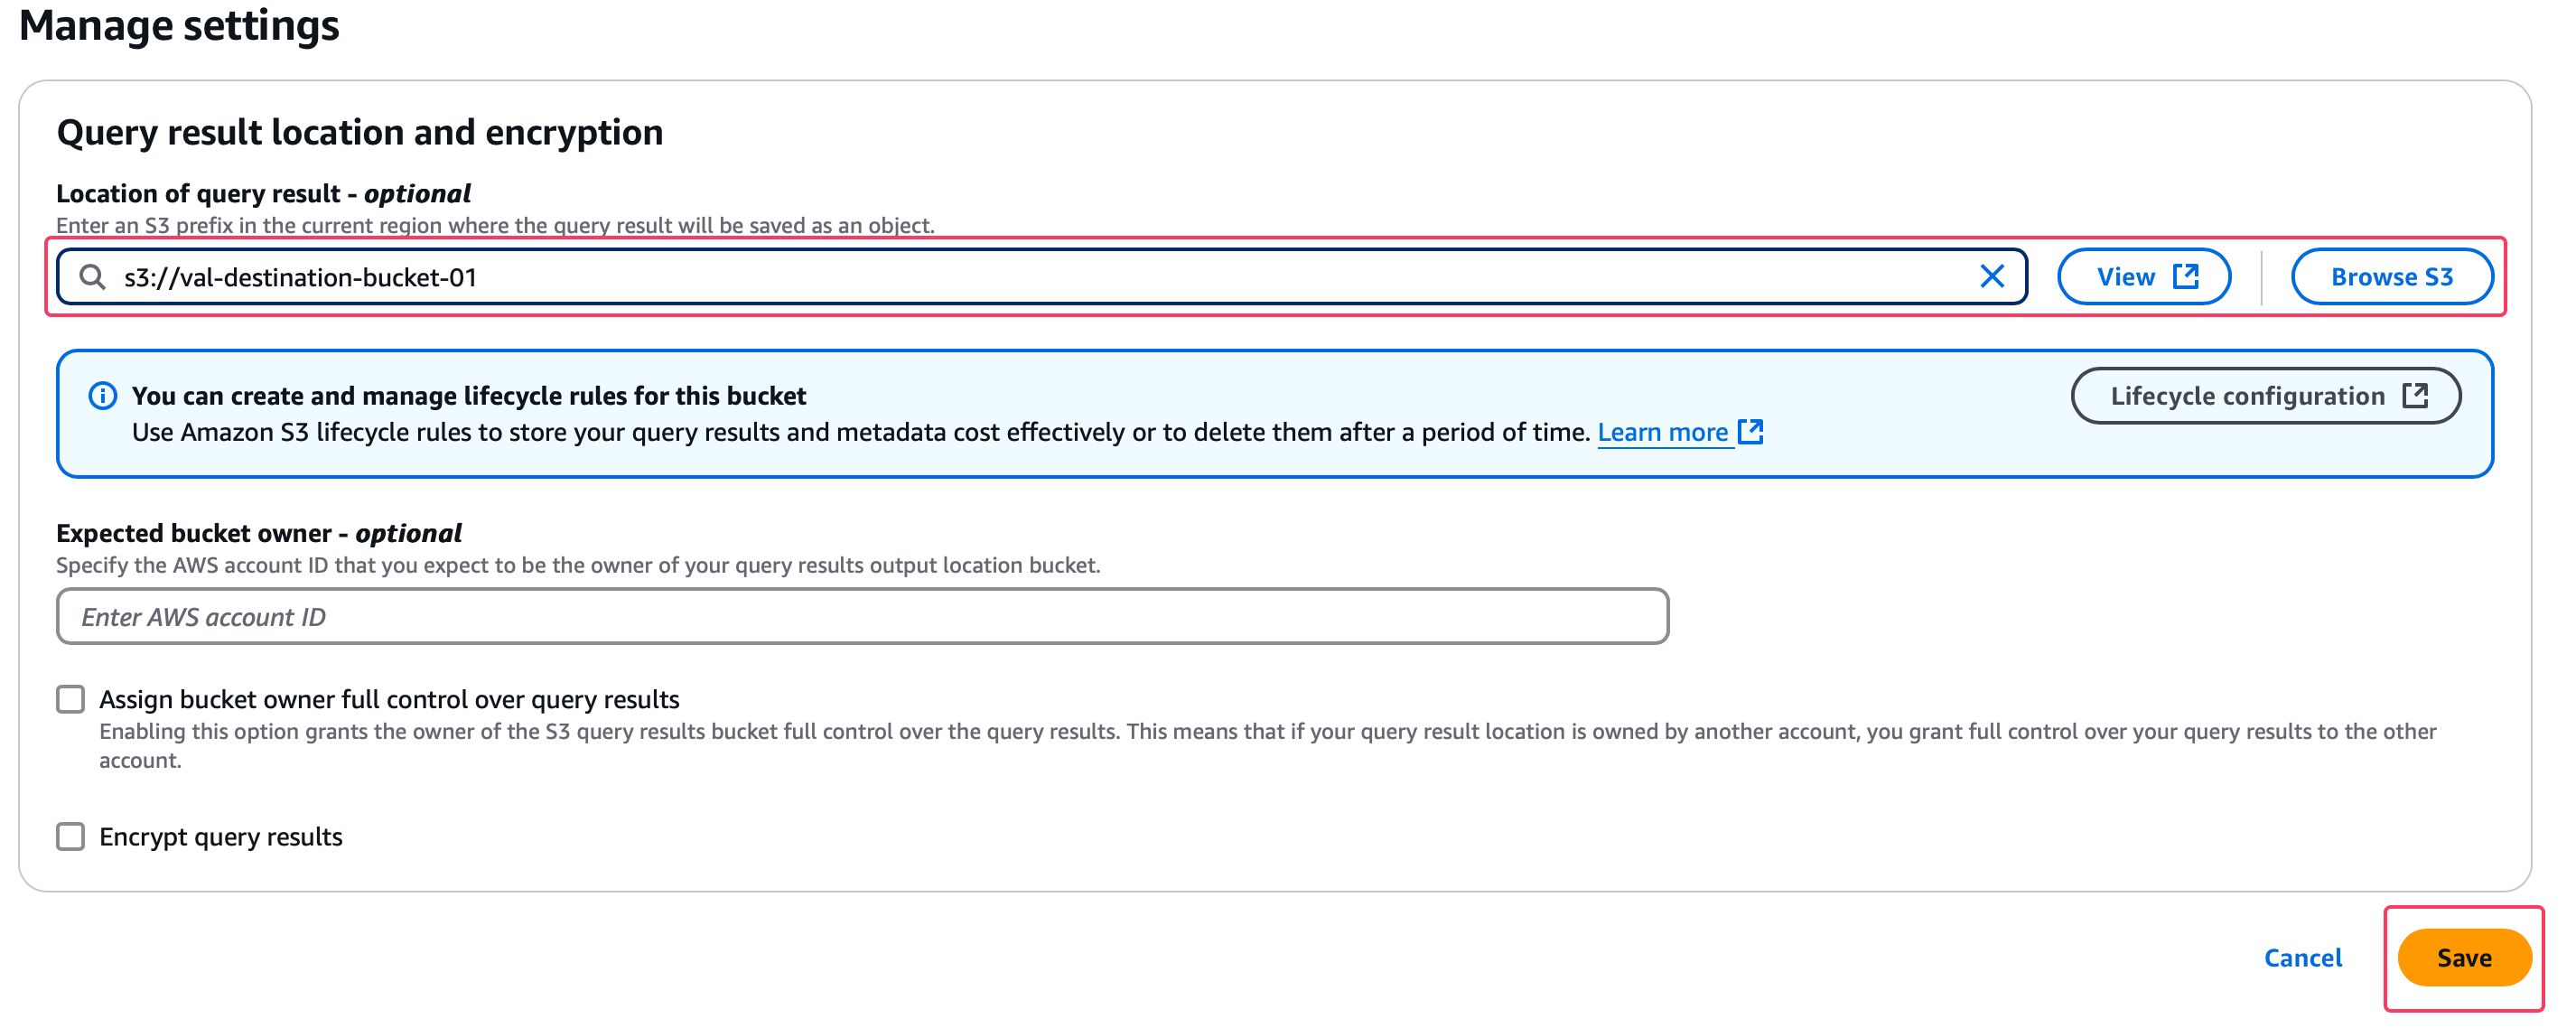 Manage settings
Query result location and encryption
Location of query result - optional
Enter an S3 prefix in the current region where the query result will be saved as an object.
s3://val-destination-bucket-01
View
Browse S3
You can create and manage lifecycle rules for this bucket
Lifecycle configuration
Use Amazon S3 lifecycle rules to store your query results and metadata cost effectively or to delete them after a period of time. Learn more
Expected bucket owner - optional
Specify the AWS account ID that you expect to be the owner of your query results output location bucket.
Enter AWS account ID
Assign bucket owner full control over query results
Enabling this option grants the owner of the S3 query results bucket full control over the query results. This means that if your query result location is owned by another account, you grant full control over your query results to the other
account.
Encrypt query results
Cancel
Save